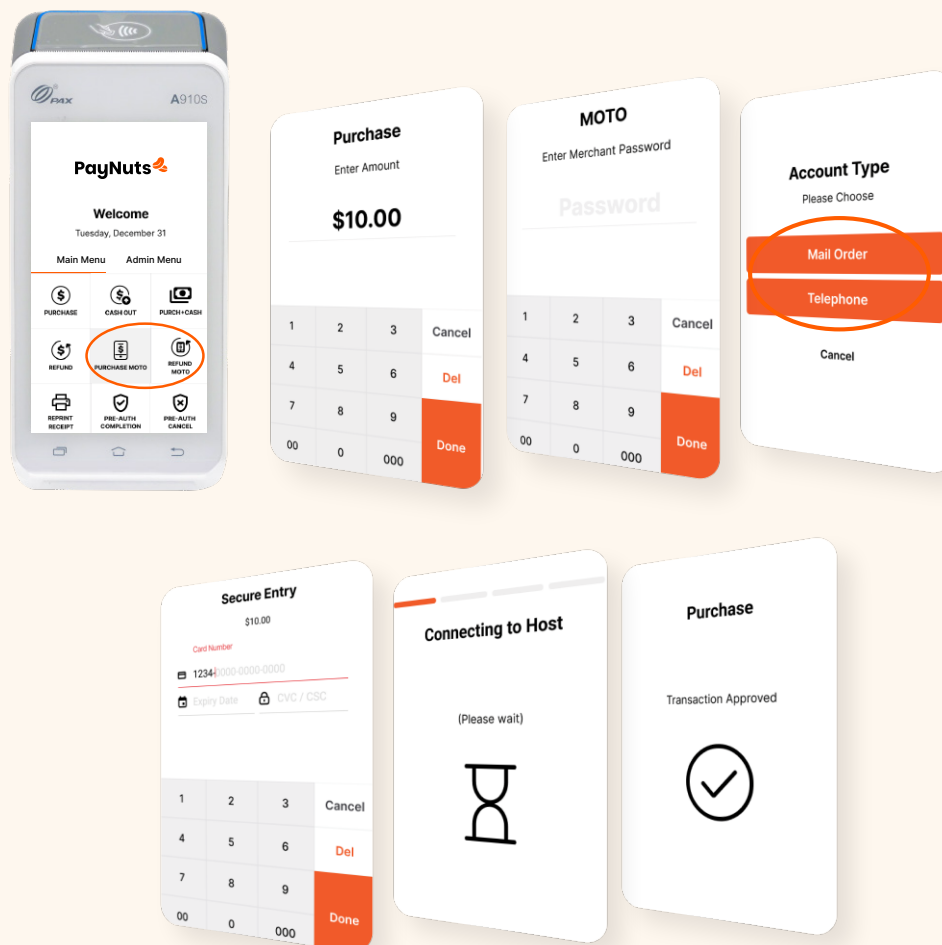 PAX
A910S
PayNuts
Welcome
Tuesday, December 31
Main Menu Admin Menu
PURCHASE CASH OUT PURCH+CASH
REFUND PURCHASE MOTO REFUND
MOTO
REPRINT PRE-AUTH PRE-AUTH
RECEIPT COMPLETION CANCEL
Purchase
Enter Amount
$10.00
1 2 3 Cancel
4 5 6 Del
7 8 9
00 0 000 Done
MOTO
Enter Merchant Password
Password
1 2 3 Cancel
4 5 6 Del
7 8 9
00 0 000 Done
Account Type
Please Choose
Mail Order
Telephone
Cancel
Secure Entry
$10.00
Card Number
1234-0000-0000-0000
Expiry Date CVC / CSC
1 2 3 Cancel
4 5 6 Del
7 8 9
00 0 000 Done
Connecting to Host
(Please wait)
Purchase
Transaction Approved